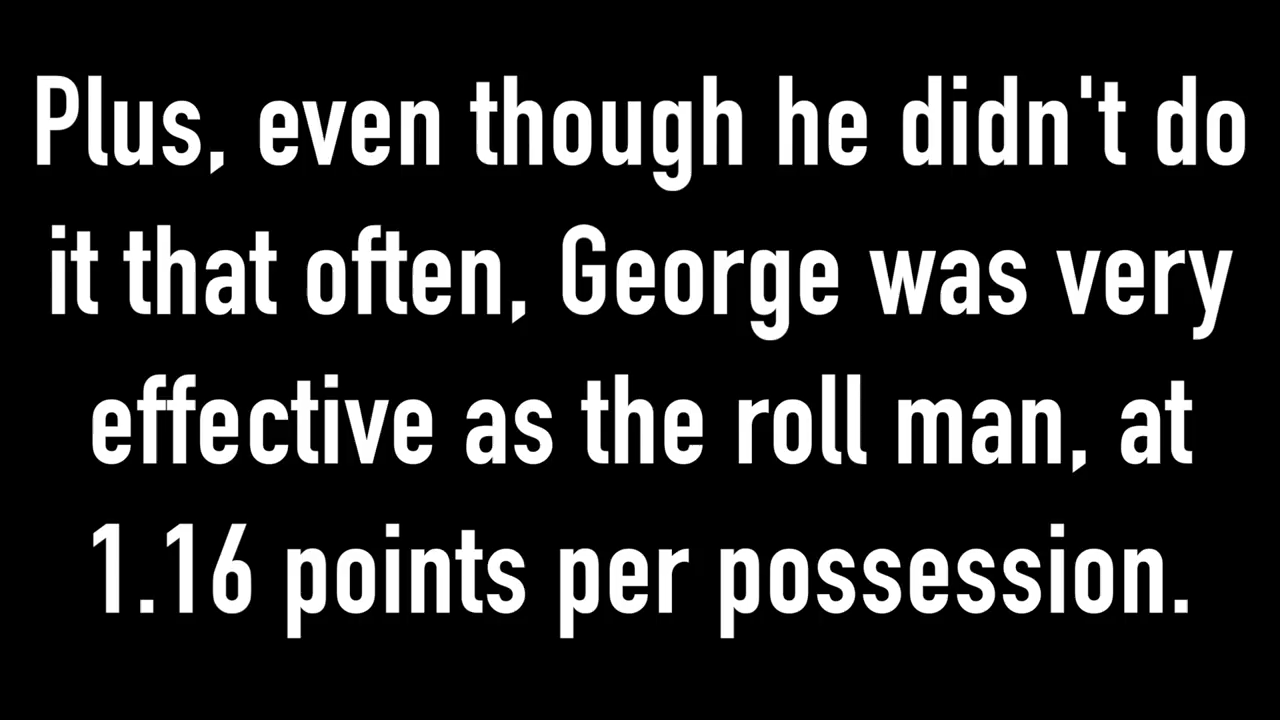 Plus, even though he didn't do
it that often, George was very
effective as the roll man, at
1.16 points per possession.